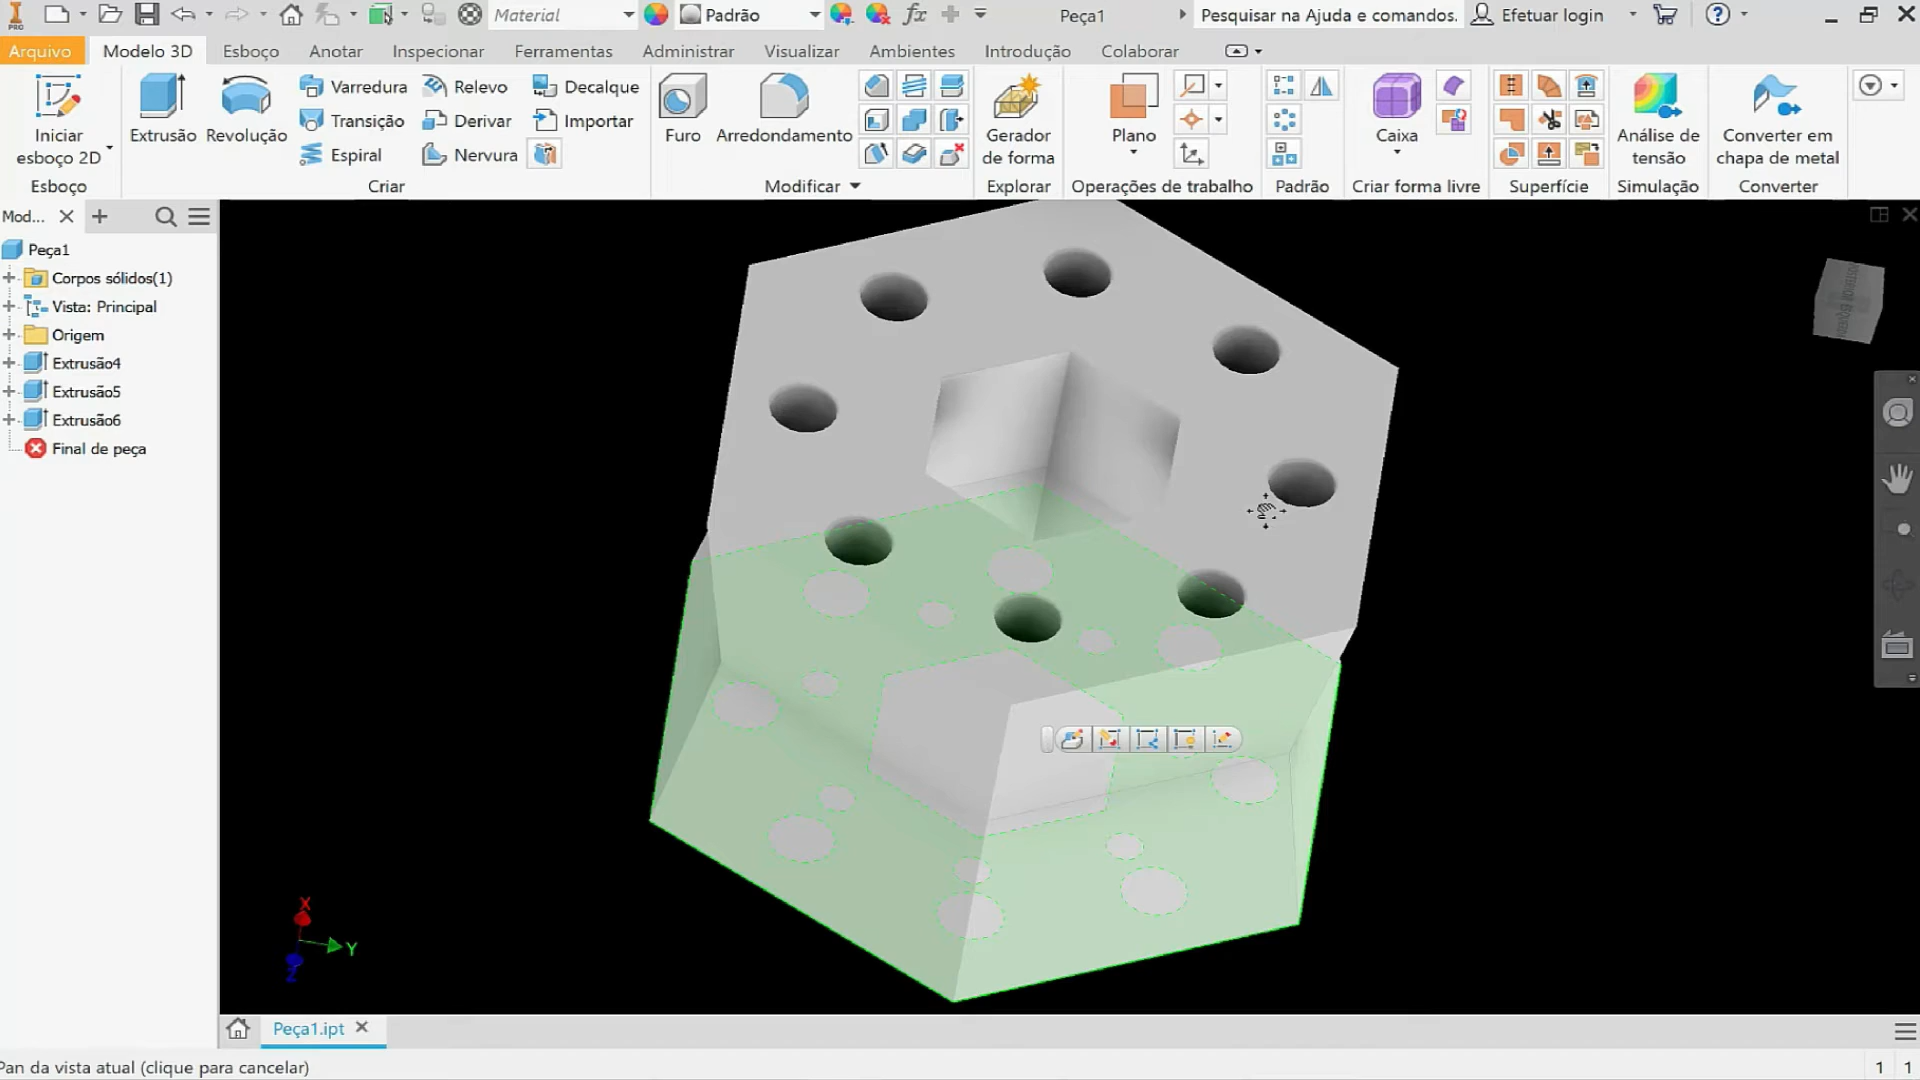 Material
Padrão
fx
Peça1
Pesquisar na Ajuda e comandos.
Efetuar login
?
PRO
Arquivo
Modelo 3D
Esboço
Anotar
Inspecionar
Ferramentas
Administrar
Visualizar
Ambientes
Introdução
Colaborar
Iniciar
esboço 2D
Extrusão
Revolução
Varredura
Transição
Espiral
Relevo
Derivar
Nervura
Decalque
Importar
Furo
Arredondamento
Gerador
de forma
Plano
Caixa
Análise de
tensão
Converter em
chapa de metal
Esboço
Criar
Modificar
Explorar
Operações de trabalho
Padrão
Criar forma livre
Superfície
Simulação
Converter
Mod...
Peça1
Corpos sólidos(1)
Vista: Principal
Origem
Extrusão4
Extrusão5
Extrusão6
Final de peça
X
Y
Z
Peça1.ipt
Pan da vista atual (clique para cancelar)
1 1